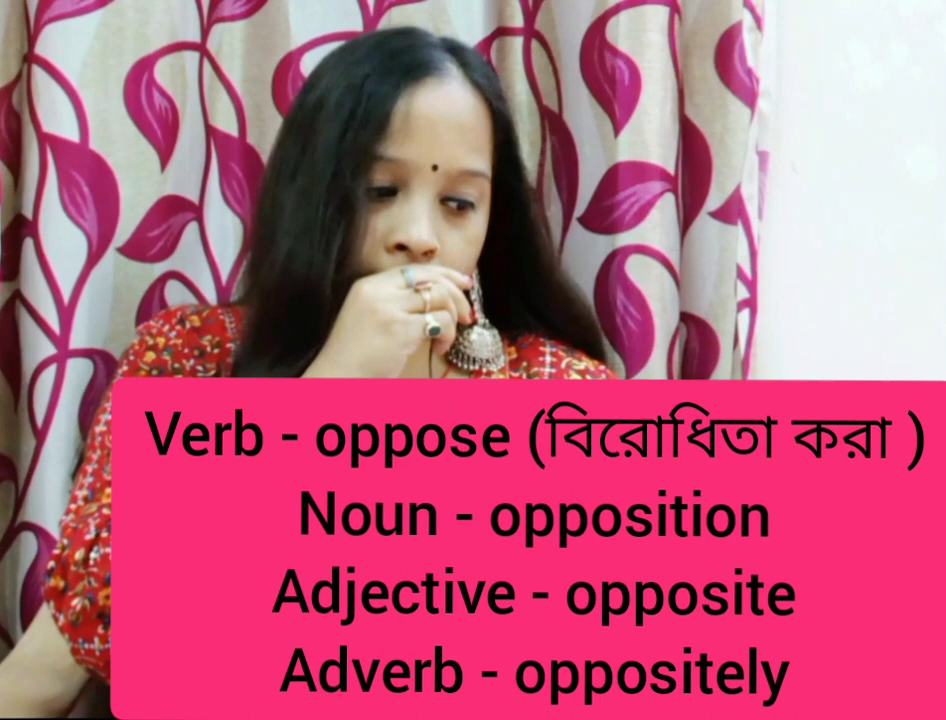 Verb - oppose (বিরোধিতা করা )
Noun - opposition
Adjective - opposite
Adverb - oppositely